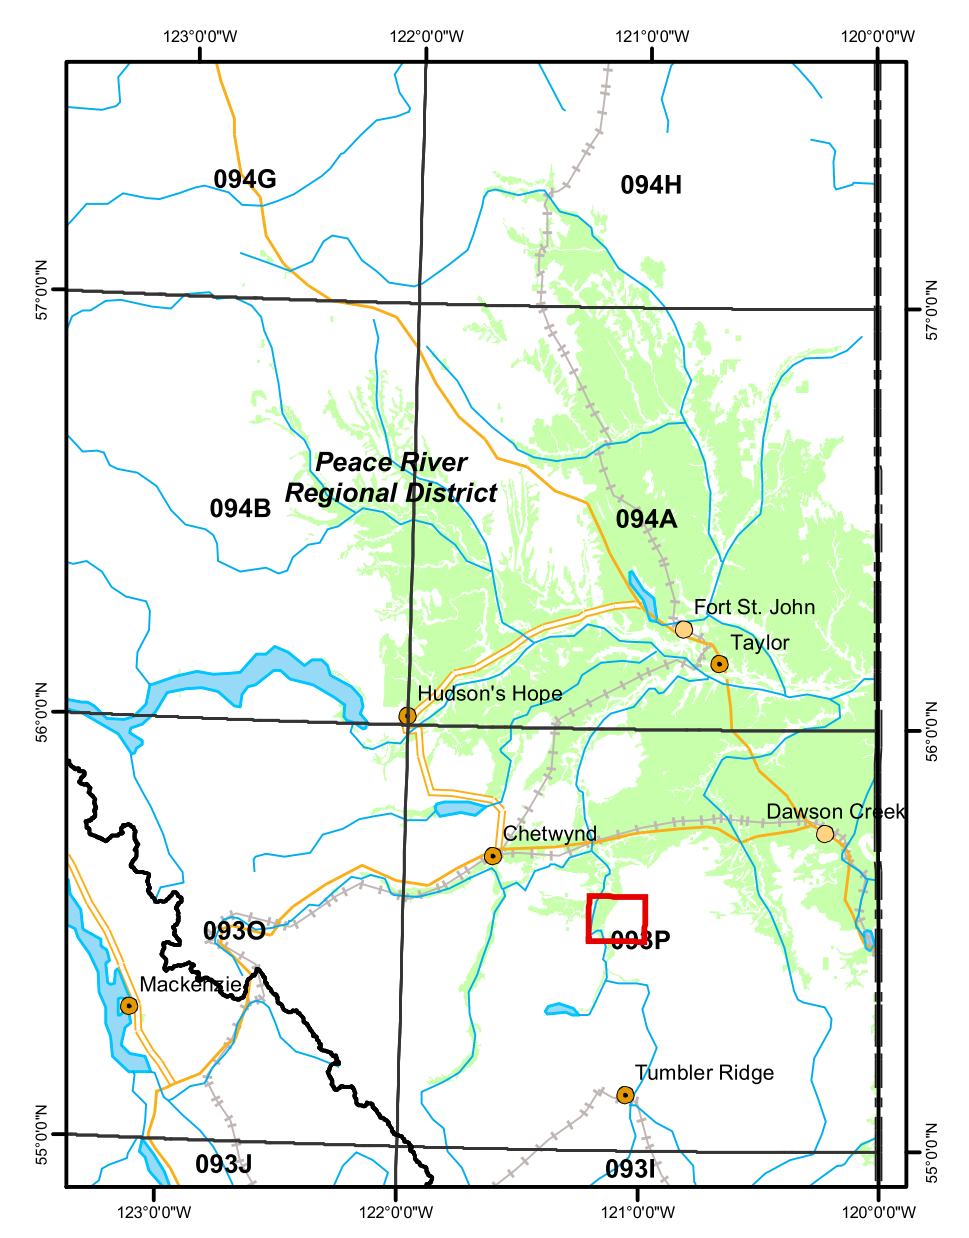 123°0'0"W 122°0'0"W 121°0'0"W 120°0'0"W
094G
094H
57°0'0"N
57°0'0"N
Peace River
Regional District
094B
094A
Fort St. John
Taylor
Hudson's Hope
56°0'0"N
56°0'0"N
Dawson Creek
Chetwynd
093O
093P
Mackenzie
Tumbler Ridge
55°0'0"N
55°0'0"N
093J
093I
123°0'0"W 122°0'0"W 121°0'0"W 120°0'0"W